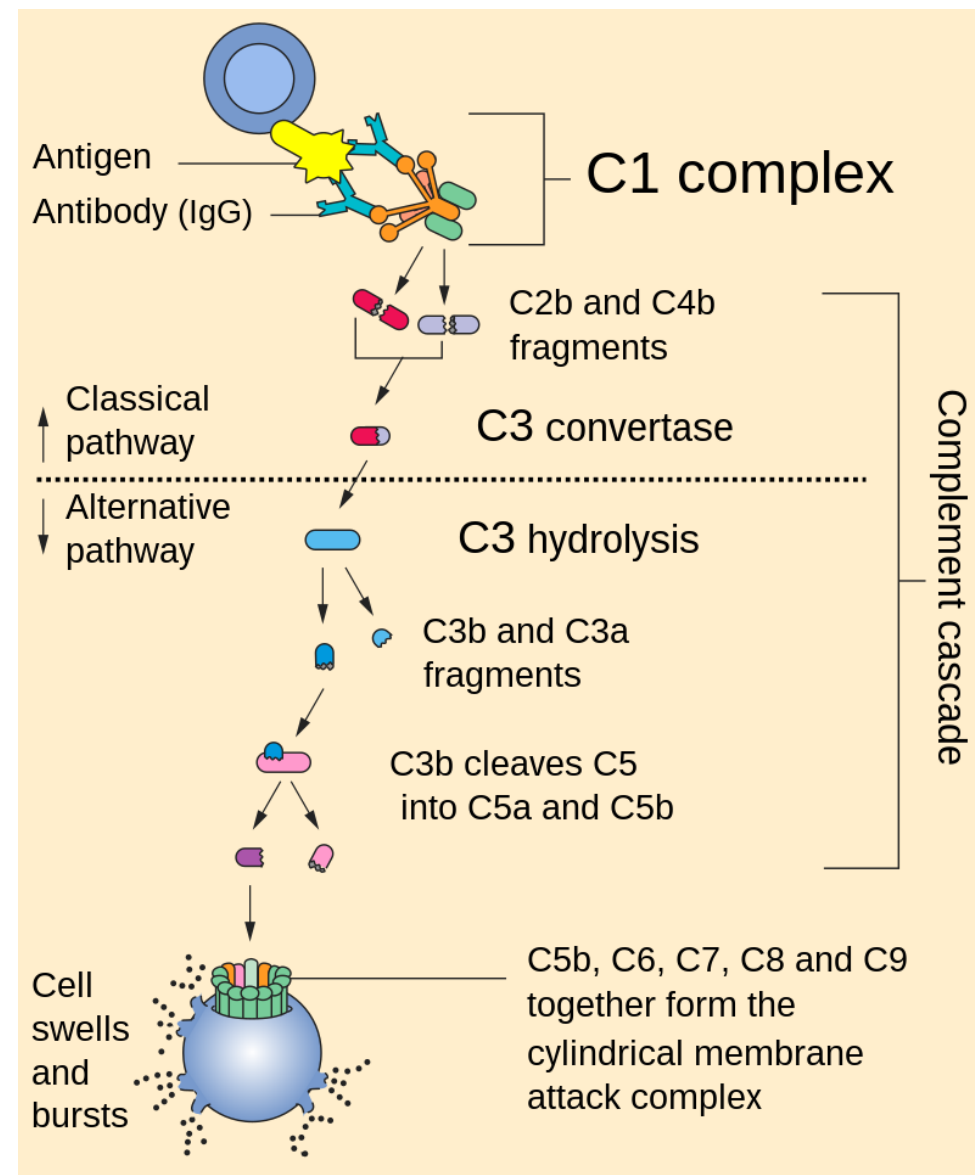 Antigen
Antibody (IgG)
C1 complex
C2b and C4b
fragments
Classical
pathway
C3 convertase
Alternative
pathway
C3 hydrolysis
C3b and C3a
fragments
C3b cleaves C5
into C5a and C5b
Complement cascade
Cell
swells
and
bursts
C5b, C6, C7, C8 and C9
together form the
cylindrical membrane
attack complex